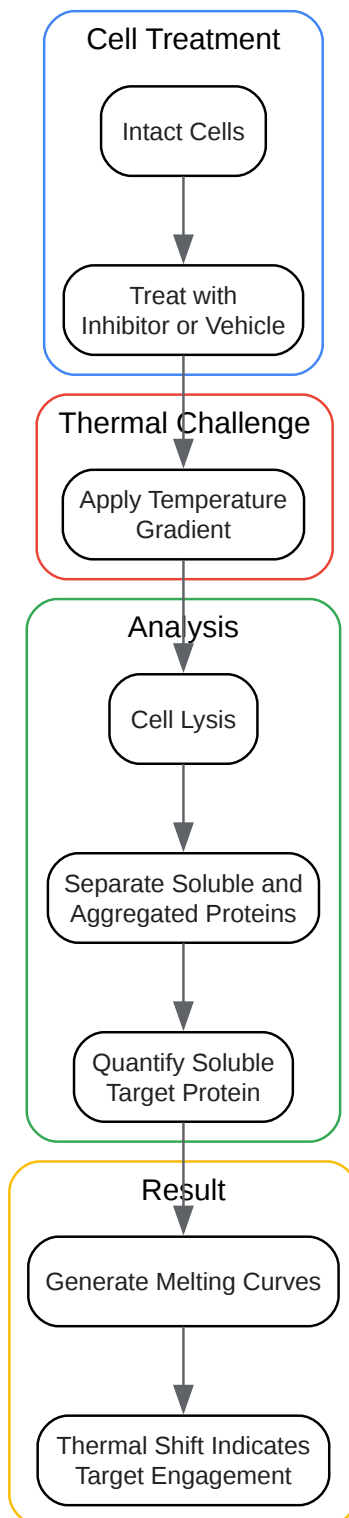 Cell Treatment
Intact Cells
Treat with
Inhibitor or Vehicle
Thermal Challenge
Apply Temperature
Gradient
Analysis
Cell Lysis
Separate Soluble and
Aggregated Proteins
Quantify Soluble
Target Protein
Result
Generate Melting Curves
Thermal Shift Indicates
Target Engagement